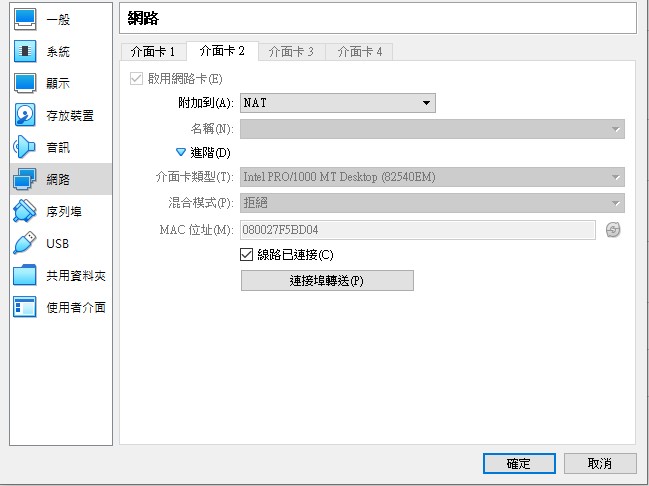 一般
系統
顯示
存放裝置
音訊
網路
序列埠
USB
共用資料夾
使用者介面
網路
介面卡 1 介面卡 2 介面卡 3 介面卡 4
啟用網路卡(E)
附加到(A): NAT
名稱(N):
進階(D)
介面卡類型(T): Intel PRO/1000 MT Desktop (82540EM)
混合模式(P): 拒絕
MAC 位址(M): 080027F5BD04
線路已連接(C)
連接埠轉送(P)
確定 取消